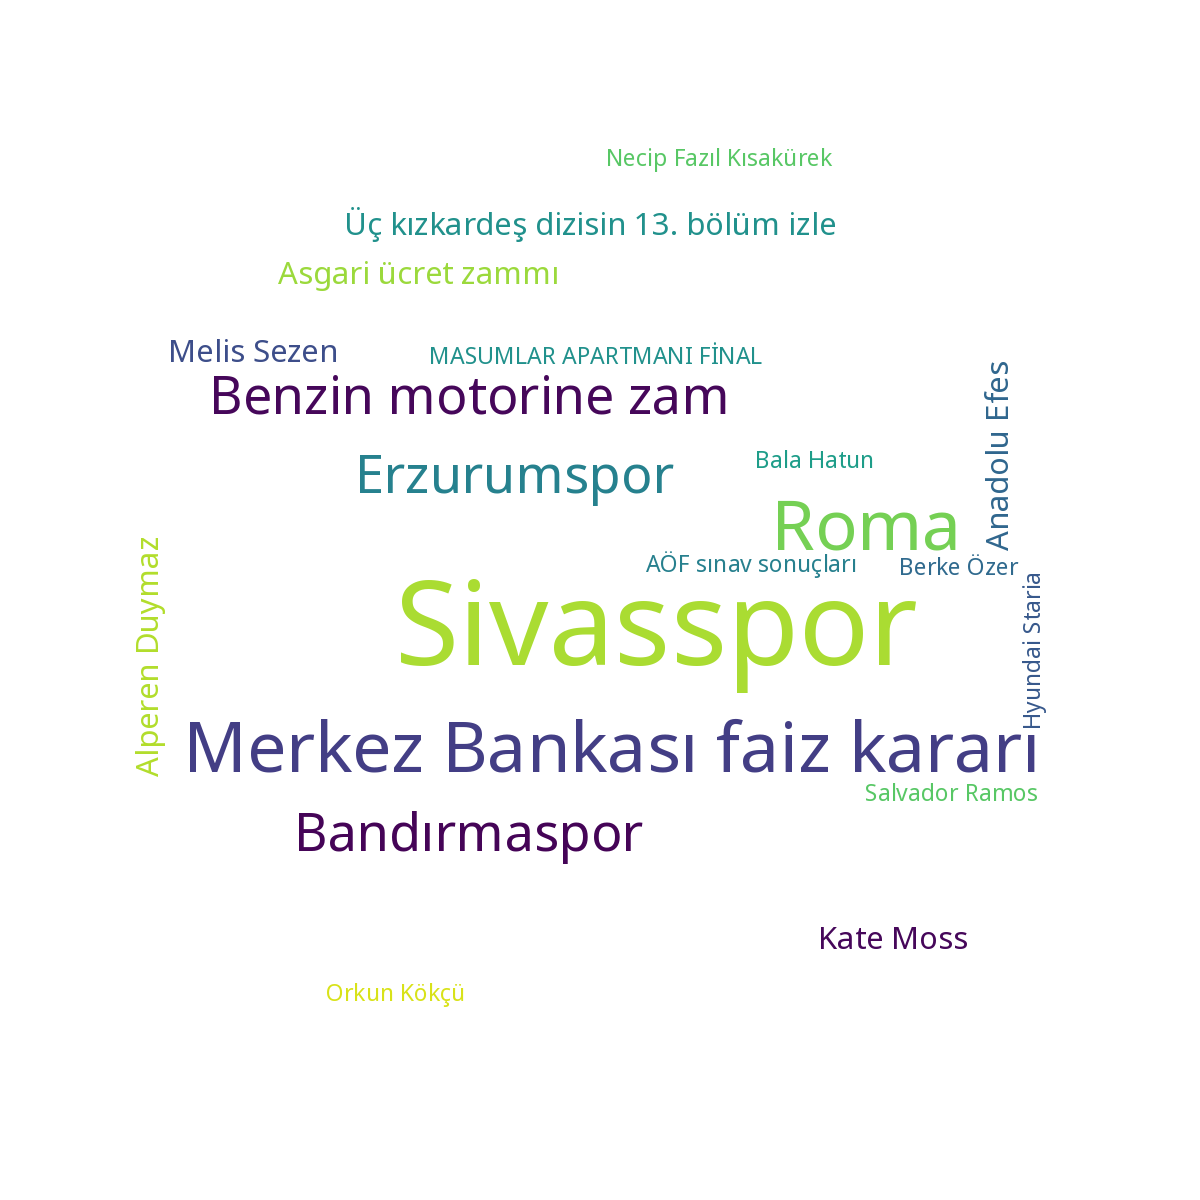 Necip Fazıl Kısakürek
Üç kızkardeş dizisin 13. bölüm izle
Asgari ücret zammı
Melis Sezen
MASUMLAR APARTMANI FİNAL
Benzin motorine zam
Anadolu Efes
Erzurumspor
Bala Hatun
Roma
AÖF sınav sonuçları
Berke Özer
Alperen Duymaz
Sivasspor
Hyundai Staria
Merkez Bankası faiz kararı
Salvador Ramos
Bandırmaspor
Kate Moss
Orkun Kökçü